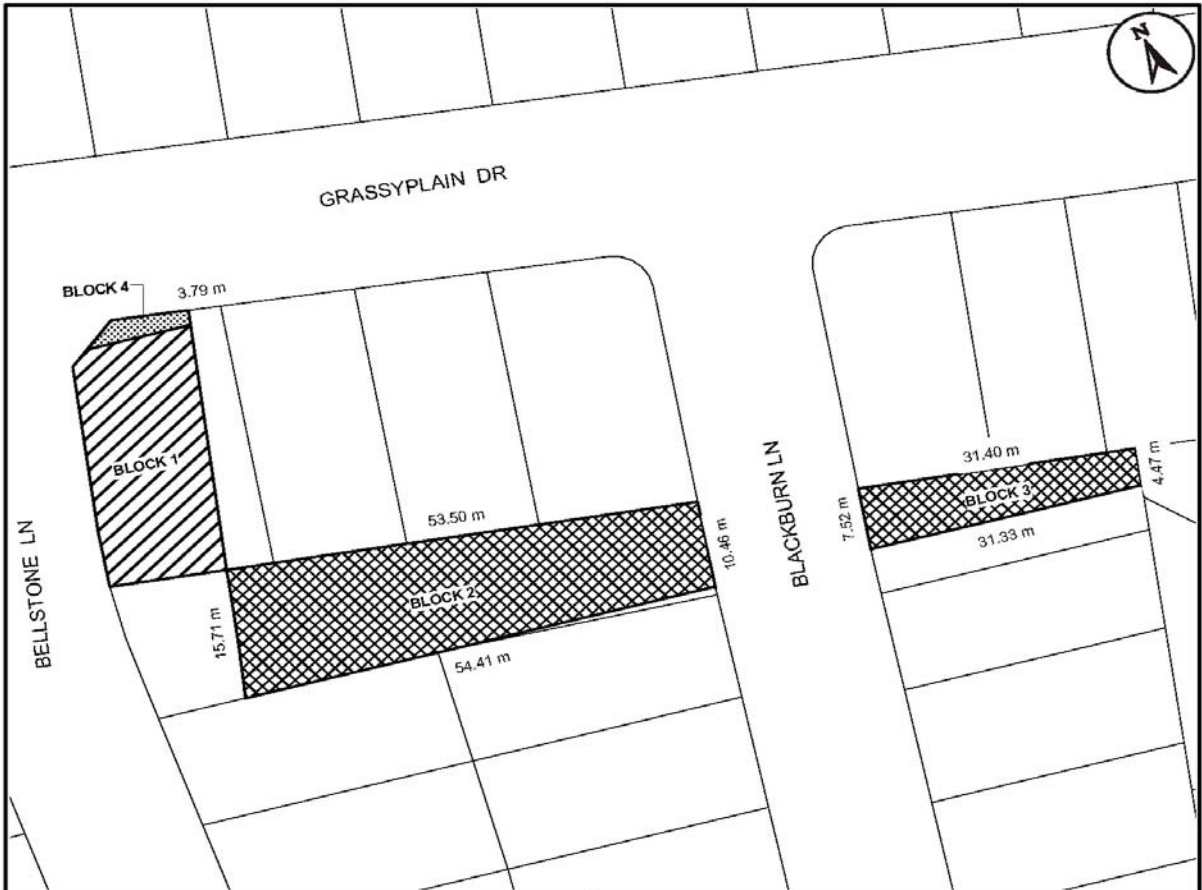 N
GRASSYPLAIN DR
BLOCK 4
3.79 m
BLOCK 1
BELLSTONE LN
53.50 m
BLOCK 2
15.71 m
54.41 m
10.46 m
BLACKBURN LN
31.40 m
BLOCK 3
7.52 m
4.47 m
31.33 m